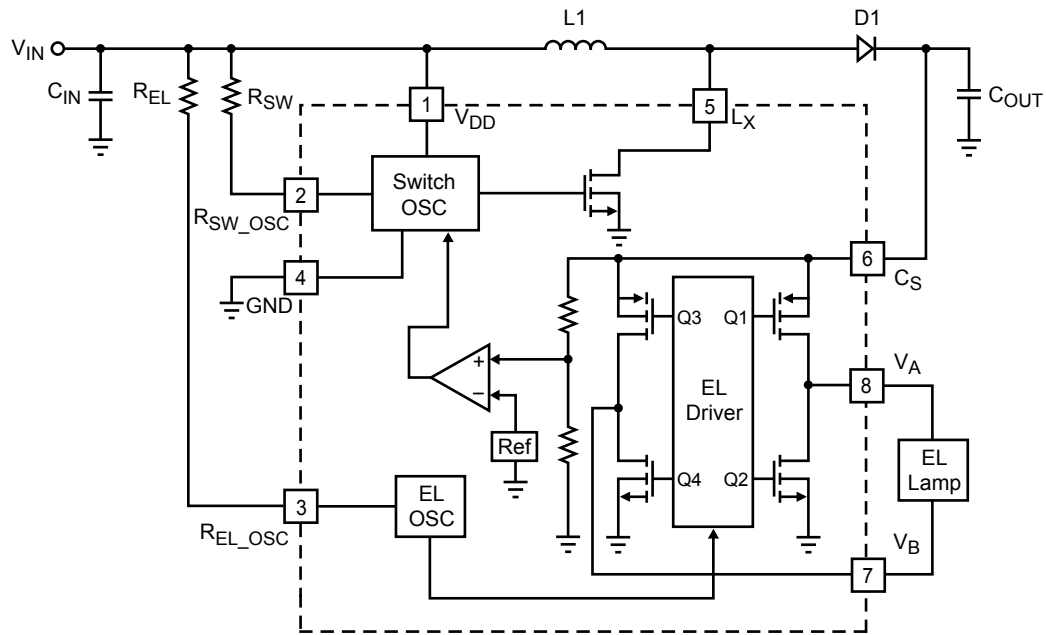 L1
D1
VIN
CIN
REL
RSW
1
VDD
5
LX
COUT
2
RSW_OSC
Switch
OSC
4
GND
6
CS
Q3
Q1
+
−
Ref
EL
Driver
8
VA
EL
Lamp
Q4
Q2
3
REL_OSC
EL
OSC
VB
7